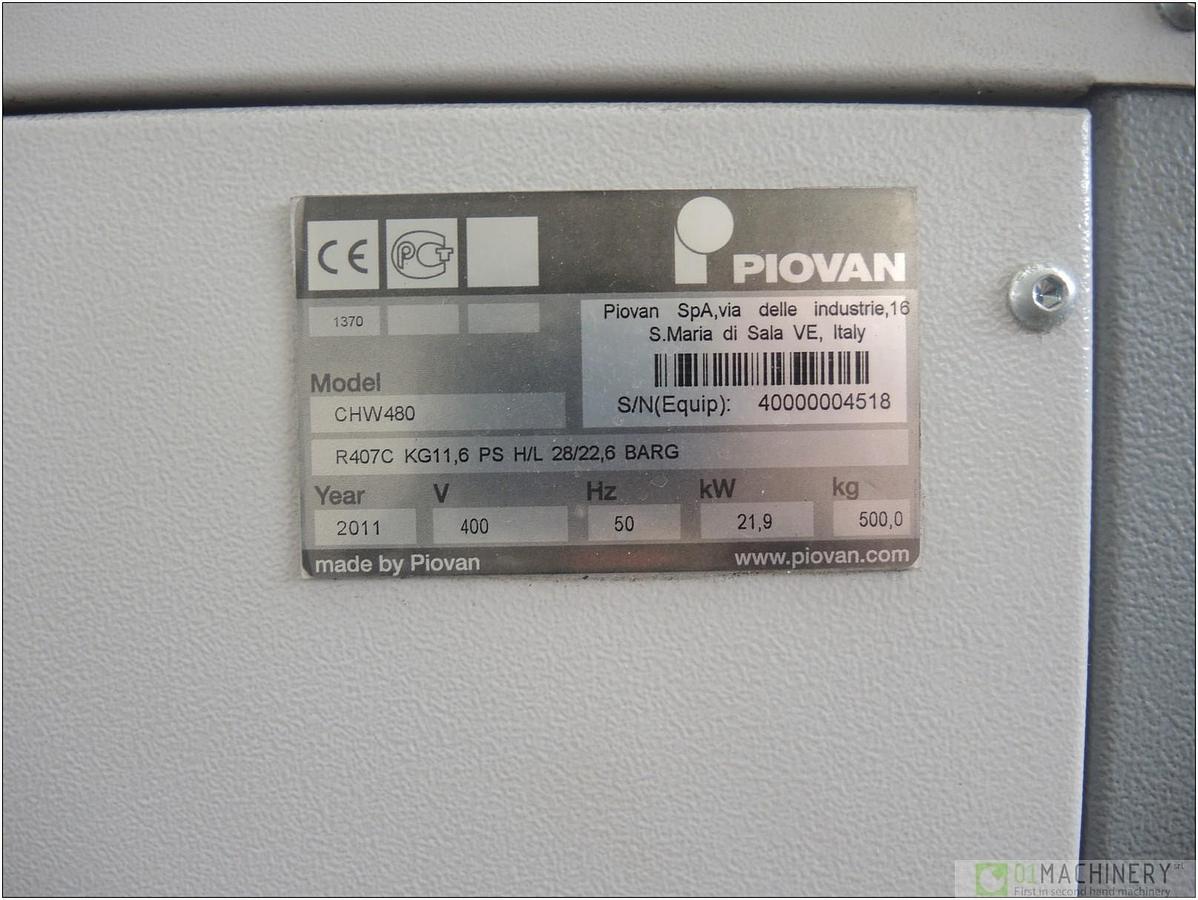 CE
PCT
PIOVAN
1370
Piovan SpA,via delle industrie,16
S.Maria di Sala VE, Italy
S/N(Equip): 40000004518
Model
CHW480
R407C KG11,6 PS H/L 28/22,6 BARG
Year V Hz kW kg
2011 400 50 21,9 500,0
made by Piovan www.piovan.com
01MACHINERY srl
First in second hand machinery